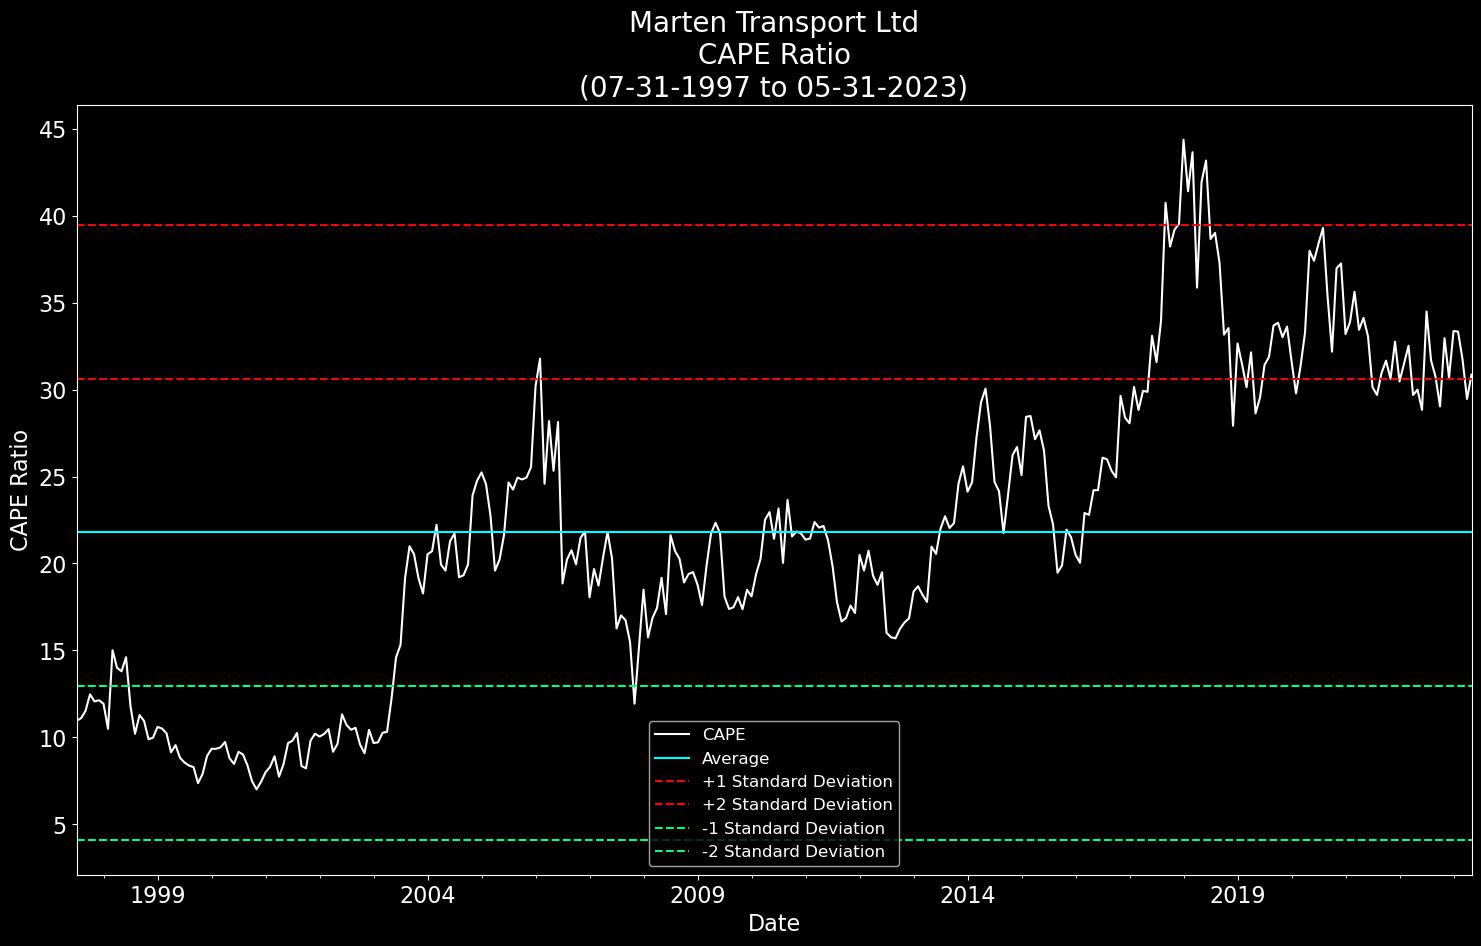 Marten Transport Ltd
CAPE Ratio
(07-31-1997 to 05-31-2023)
CAPE Ratio
45
40
35
30
25
20
15
10
5
CAPE
Average
+1 Standard Deviation
+2 Standard Deviation
-1 Standard Deviation
-2 Standard Deviation
1999 2004 2009 2014 2019
Date